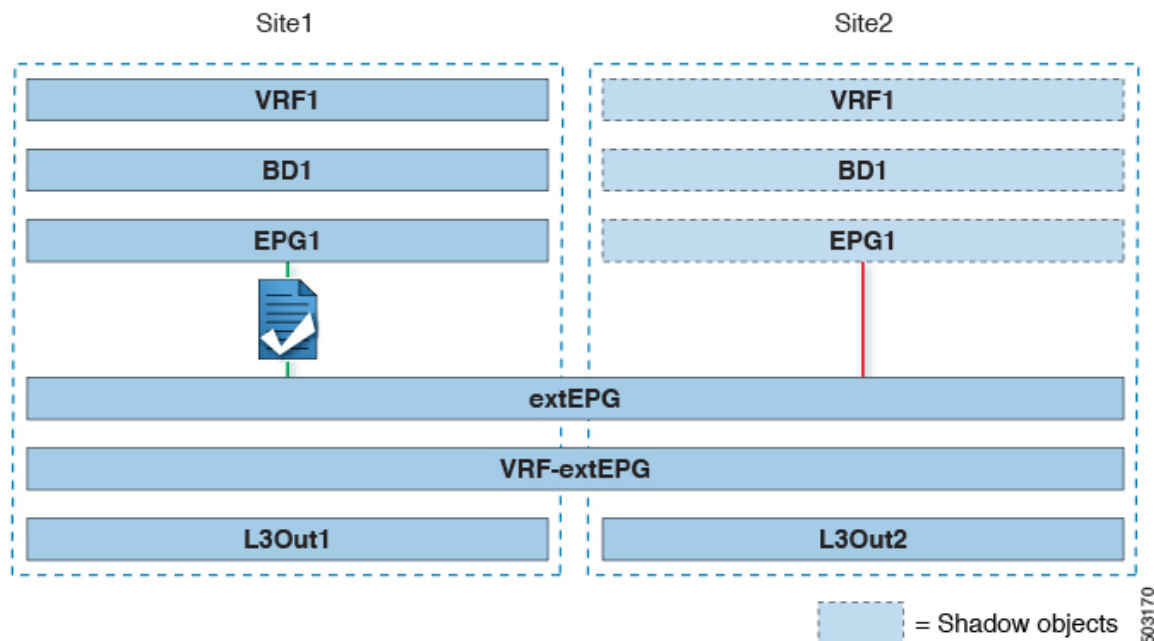 Site1
Site2
VRF1
VRF1
BD1
BD1
EPG1
EPG1
extEPG
VRF-extEPG
L3Out1
L3Out2
= Shadow objects
503170